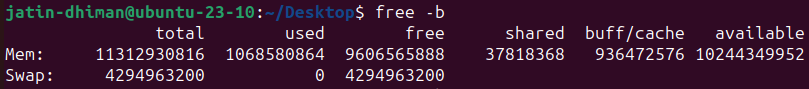 jatin-dhiman@ubuntu-23-10:~/Desktop$ free -b
total used free shared buff/cache available
Mem: 11312930816 1068580864 9606565888 37818368 936472576 10244349952
Swap: 4294963200 0 4294963200